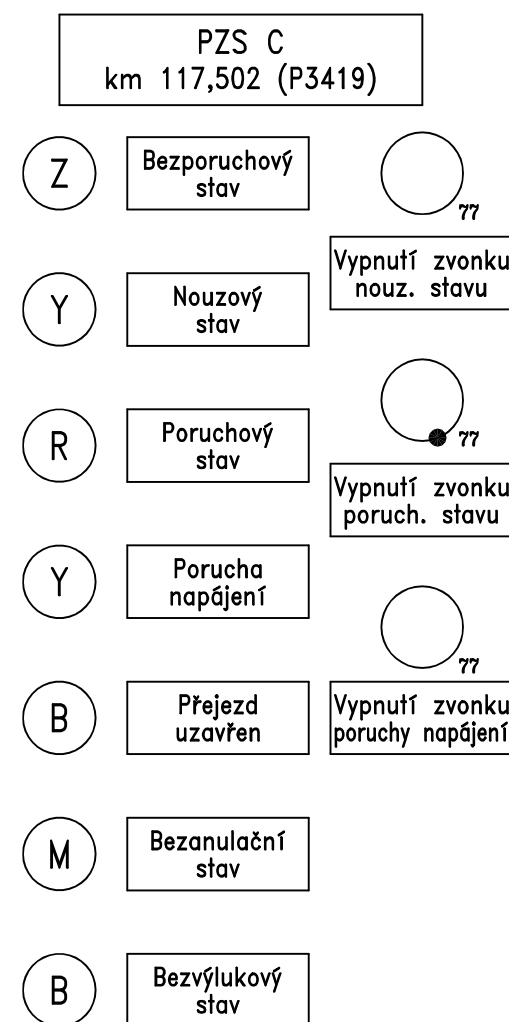 PZS C
km 117,502 (P3419)
Z
Bezporuchový
stav
77
Vypnutí zvonku
nouz. stavu
Y
Nouzový
stav
R
Poruchový
stav
77
Vypnutí zvonku
poruch. stavu
Y
Porucha
napájení
77
B
Přejezd
uzavřen
Vypnutí zvonku
poruchy napájení
M
Bezanulační
stav
B
Bezvýlukový
stav